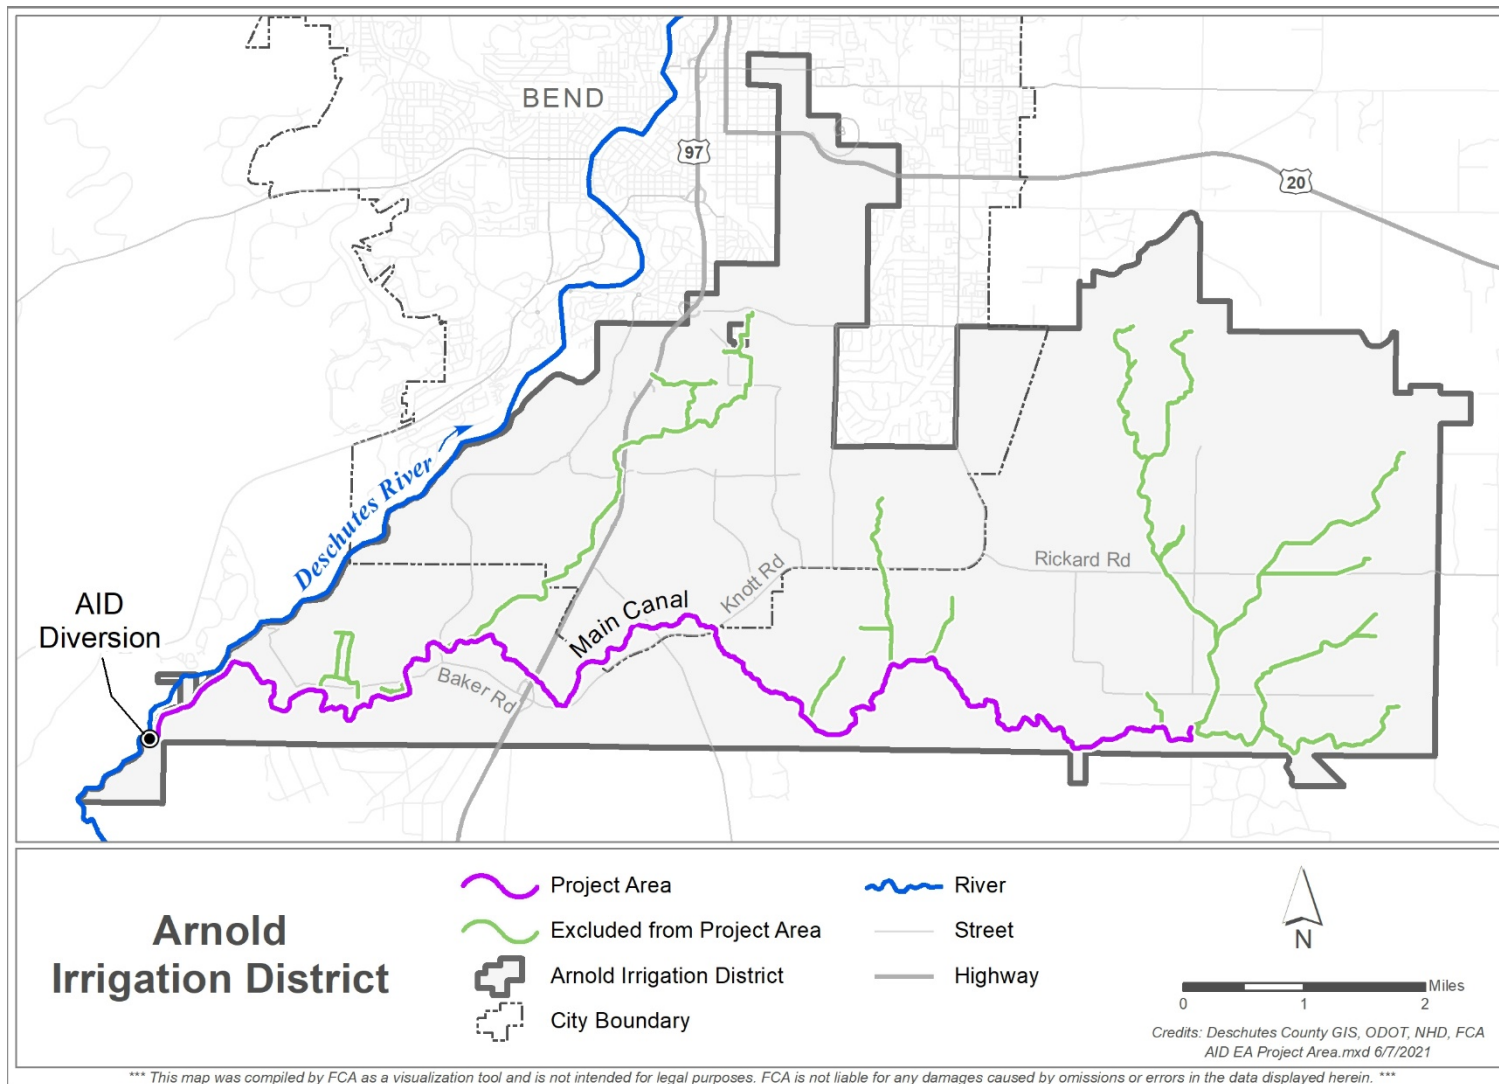 BEND
97
20
Deschutes River
Rickard Rd
Knott Rd
Main Canal
AID
Diversion
Baker Rd
Arnold
Irrigation District
Project Area
Excluded from Project Area
Arnold Irrigation District
City Boundary
River
Street
Highway
N
Miles
0 1 2
Credits: Deschutes County GIS, ODOT, NHD, FCA
AID EA Project Area.mxd 6/7/2021
*** This map was compiled by FCA as a visualization tool and is not intended for legal purposes. FCA is not liable for any damages caused by omissions or errors in the data displayed herein. ***